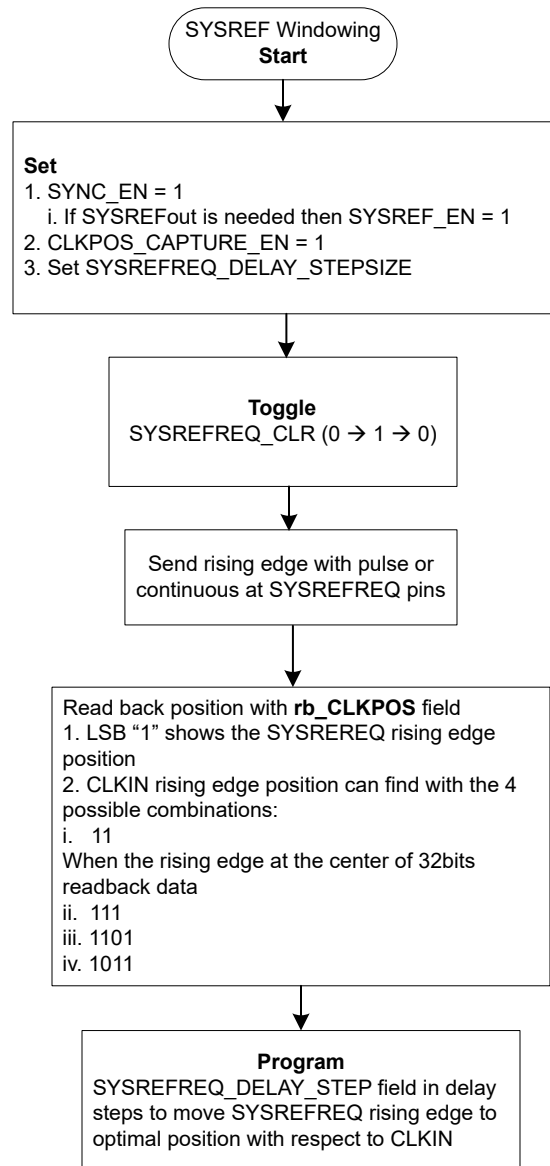 SYSREF Windowing
Start
Set
1. SYNC_EN = 1
i. If SYSREFout is needed then SYSREF_EN = 1
2. CLKPOS_CAPTURE_EN = 1
3. Set SYSREFREQ_DELAY_STEPSIZE
Toggle
SYSREFREQ_CLR (0 → 1 → 0)
Send rising edge with pulse or
continuous at SYSREFREQ pins
Read back position with rb_CLKPOS field
1. LSB “1” shows the SYSREREQ rising edge
position
2. CLKIN rising edge position can find with the 4
possible combinations:
i. 11
When the rising edge at the center of 32bits
readback data
ii. 111
iii. 1101
iv. 1011
Program
SYSREFREQ_DELAY_STEP field in delay
steps to move SYSREFREQ rising edge to
optimal position with respect to CLKIN